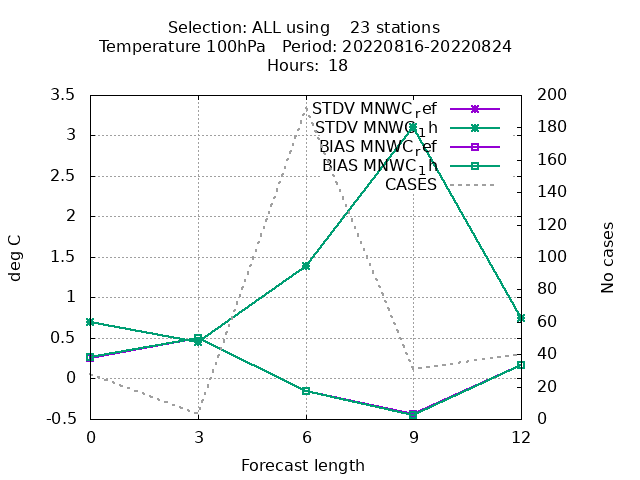 Selection: ALL using    23 stations
Temperature 100hPa   Period: 20220816-20220824
Hours:  18
STDV MNWC_ref
STDV MNWC_1h
BIAS MNWC_ref
BIAS MNWC_1h
CASES
3.5
3
2.5
2
1.5
1
0.5
0
-0.5
deg C
200
180
160
140
120
100
80
60
40
20
0
No cases
0 3 6 9 12
Forecast length